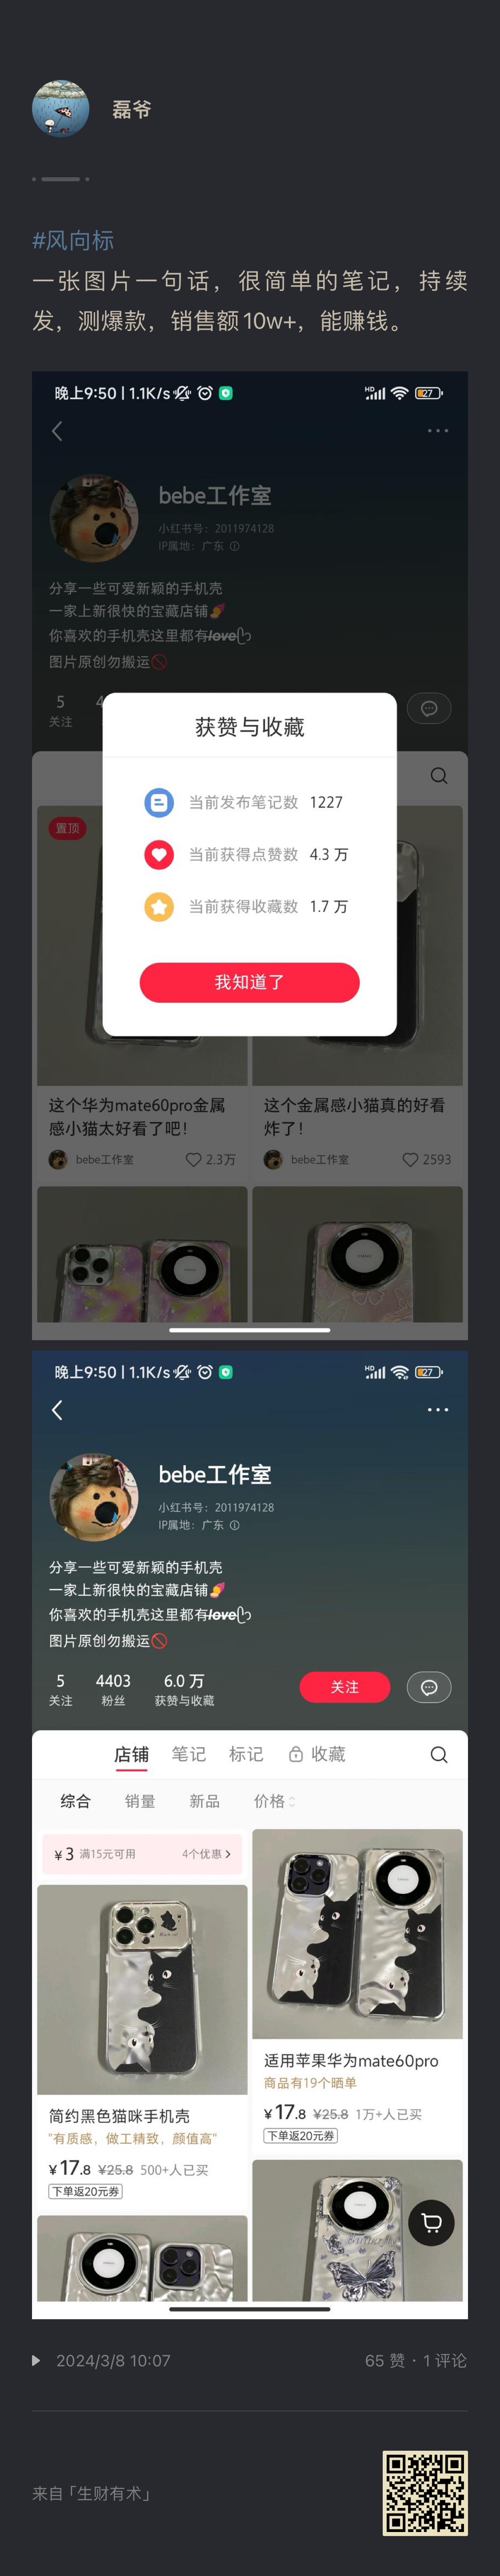 磊爷
#风向标
一张图片一句话，很简单的笔记，持续
发，测爆款，销售额10w+，能赚钱。
晚上9:50 | 1.1K/s
HD
27
bebe工作室
小红书号：2011974128
IP属地：广东
分享一些可爱新颖的手机壳
一家上新很快的宝藏店铺
你喜欢的手机壳这里都有love
图片原创勿搬运
5
4
关注
获赞与收藏
当前发布笔记数 1227
当前获得点赞数 4.3 万
当前获得收藏数 1.7 万
我知道了
置顶
这个华为mate60pro金属
感小猫太好看了吧！
bebe工作室
2.3万
这个金属感小猫真的好看
炸了！
bebe工作室
2593
晚上9:50 | 1.1K/s
HD
27
bebe工作室
小红书号：2011974128
IP属地：广东
分享一些可爱新颖的手机壳
一家上新很快的宝藏店铺
你喜欢的手机壳这里都有love
图片原创勿搬运
5 4403 6.0 万
关注 粉丝 获赞与收藏
关注
店铺 笔记 标记 收藏
综合 销量 新品 价格
¥3 满15元可用 4个优惠
简约黑色猫咪手机壳
"有质感，做工精致，颜值高"
¥17.8 ¥25.8 500+人已买
下单返20元券
适用苹果华为mate60pro
商品有19个晒单
¥17.8 ¥25.8 1万+人已买
下单返20元券
2024/3/8 10:07
65 赞 · 1 评论
来自「生财有术」